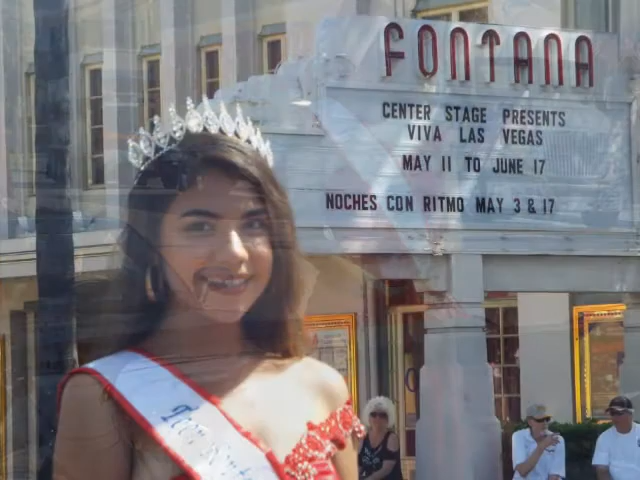 FONTANA
CENTER STAGE PRESENTS
VIVA LAS VEGAS
MAY 11 TO JUNE 17
NOCHES CON RITMO MAY 3 & 17